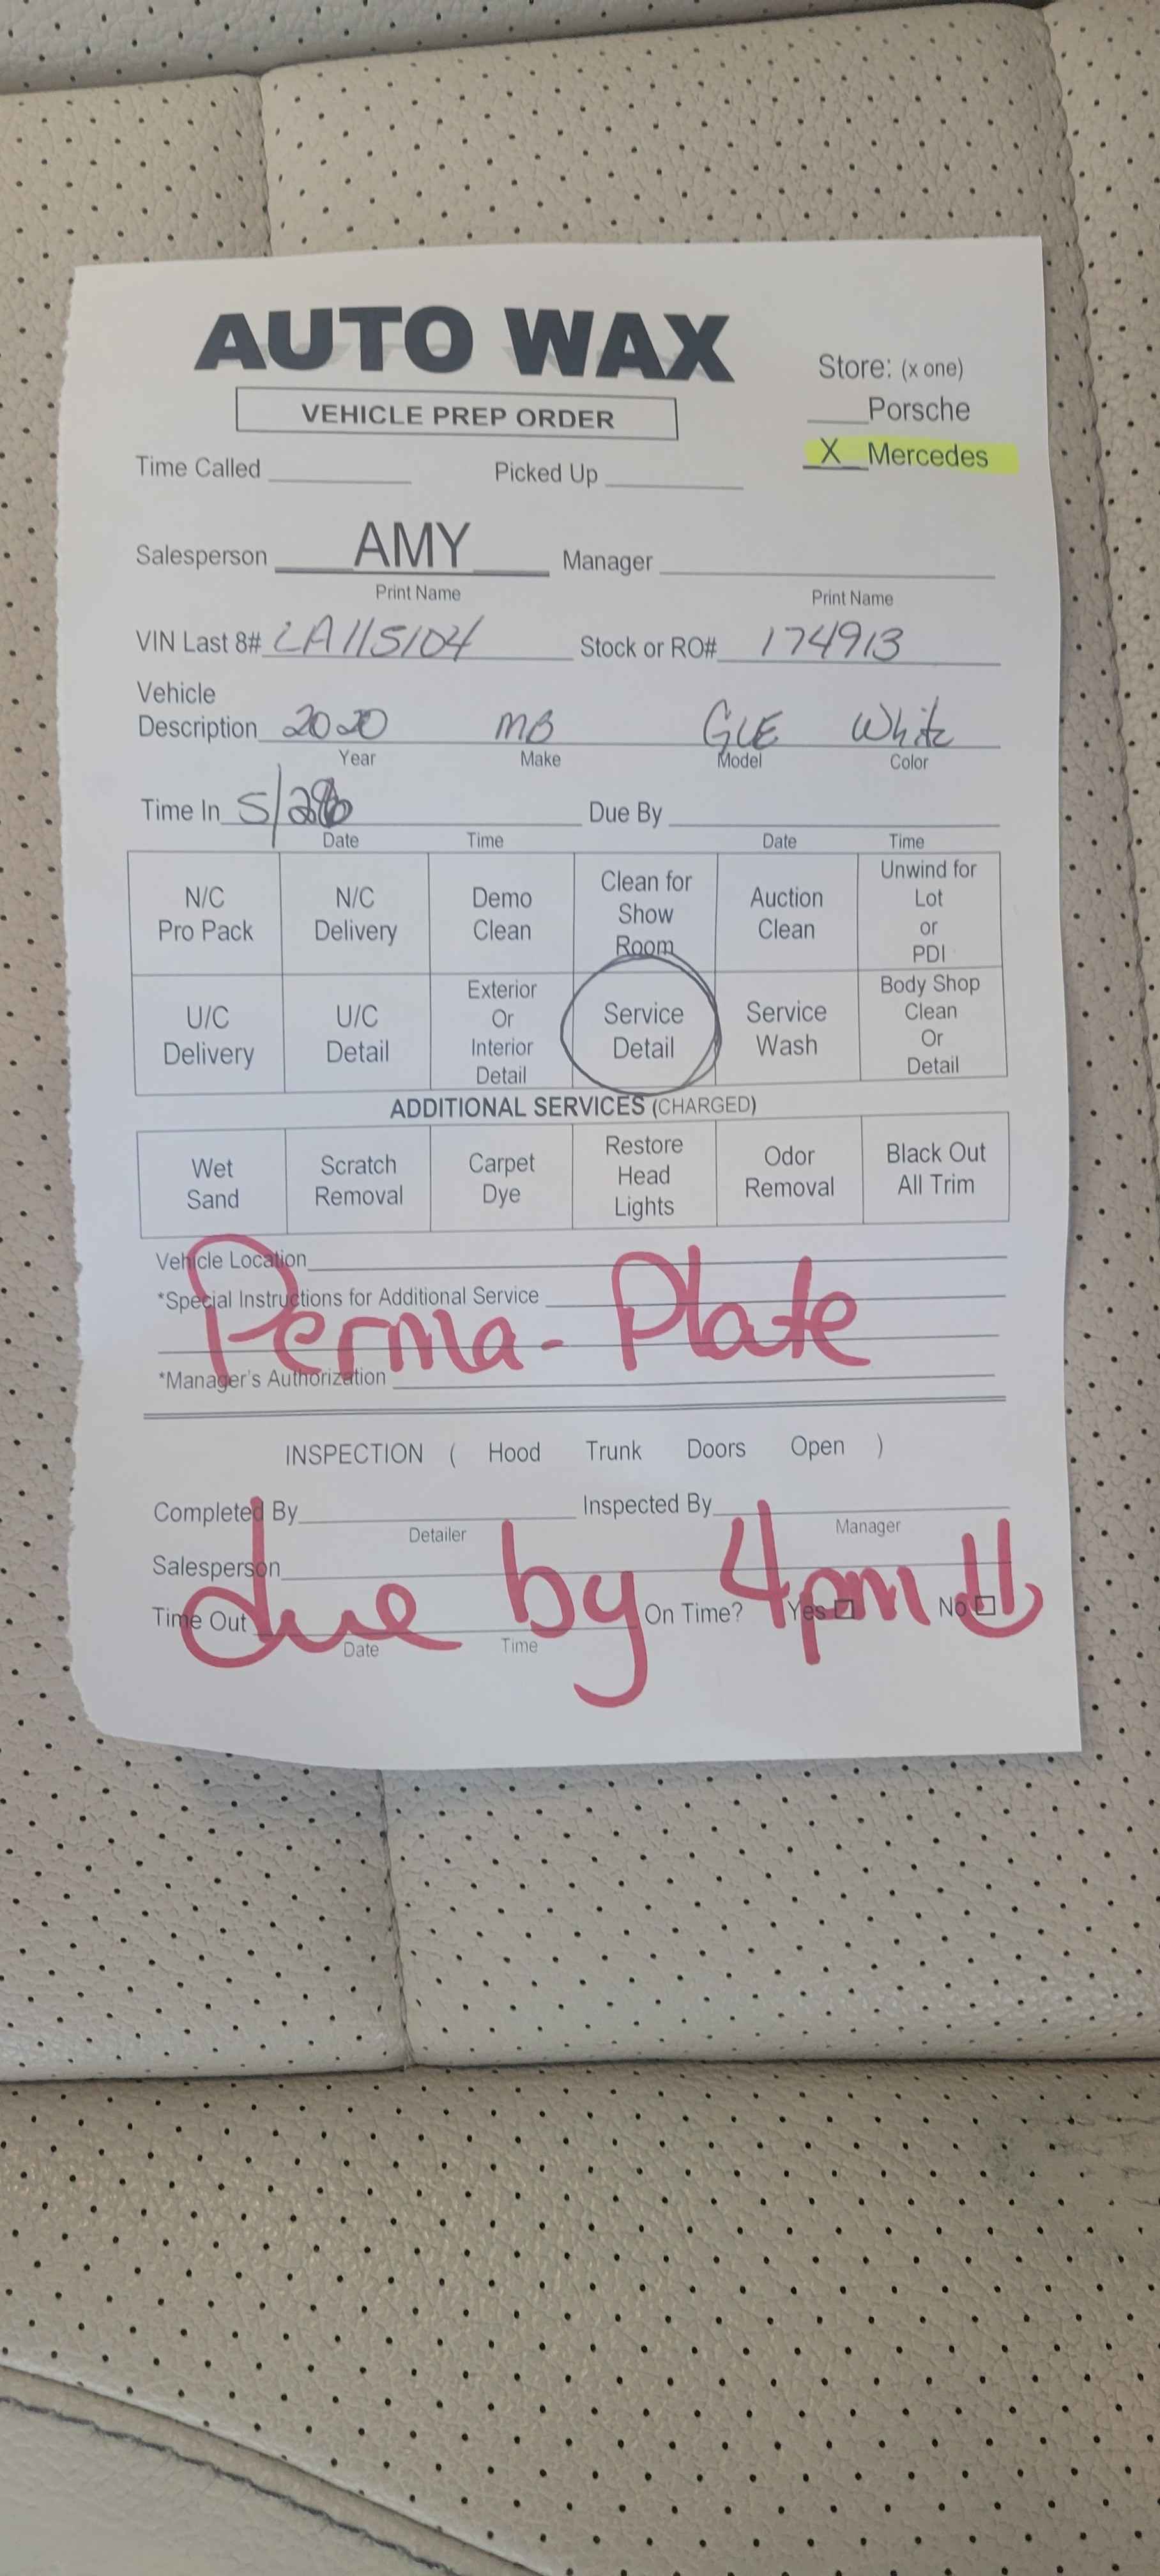 AUTO WAX
Store: (x one)
VEHICLE PREP ORDER
___Porsche
_X_Mercedes
Time Called Picked Up
Salesperson AMY Manager
Print Name Print Name
VIN Last 8# LA115104 Stock or RO# 174913
Vehicle
Description 2020 MB GLE White
Year Make Model Color
Time In 5/ Due By
Date Time Date Time
N/C Pro Pack N/C Delivery Demo Clean Clean for Show Room Auction Clean Unwind for Lot or PDI
U/C Delivery U/C Detail Exterior Or Interior Detail Service Detail Service Wash Body Shop Clean Or Detail
ADDITIONAL SERVICES (CHARGED)
Wet Sand Scratch Removal Carpet Dye Restore Head Lights Odor Removal Black Out All Trim
Vehicle Location
*Special Instructions for Additional Service
Perma-Plate
*Manager's Authorization
INSPECTION ( Hood Trunk Doors Open )
Completed By Inspected By
Detailer Manager
Salesperson
due by 4pm!!
Time Out On Time? Yes No
Date Time